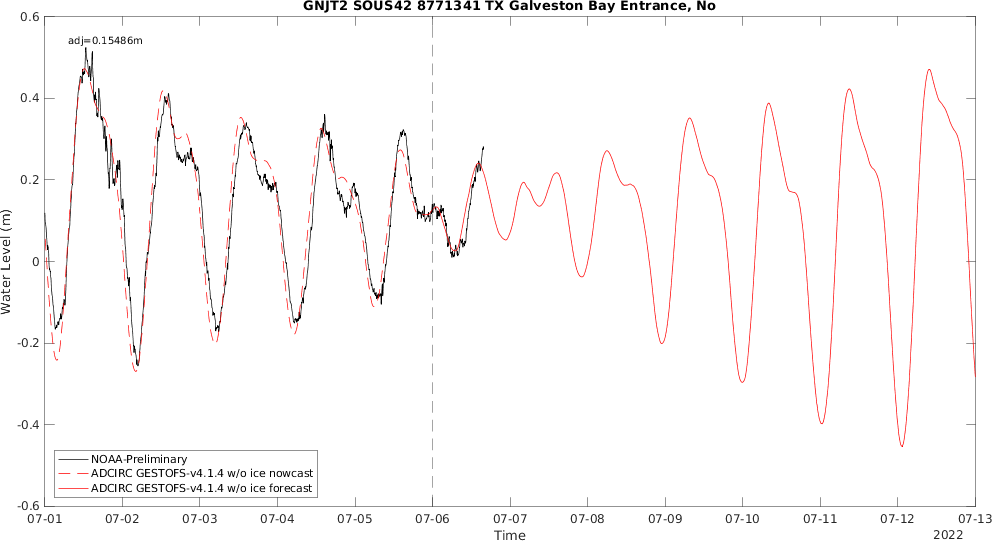 GNJT2 SOUS42 8771341 TX Galveston Bay Entrance, No
adj=0.15486m
0.6
0.4
0.2
0
-0.2
-0.4
-0.6
Water Level (m)
NOAA-Preliminary
ADCIRC GESTOFS-v4.1.4 w/o ice nowcast
ADCIRC GESTOFS-v4.1.4 w/o ice forecast
07-01 07-02 07-03 07-04 07-05 07-06 07-07 07-08 07-09 07-10 07-11 07-12 07-13
Time
2022